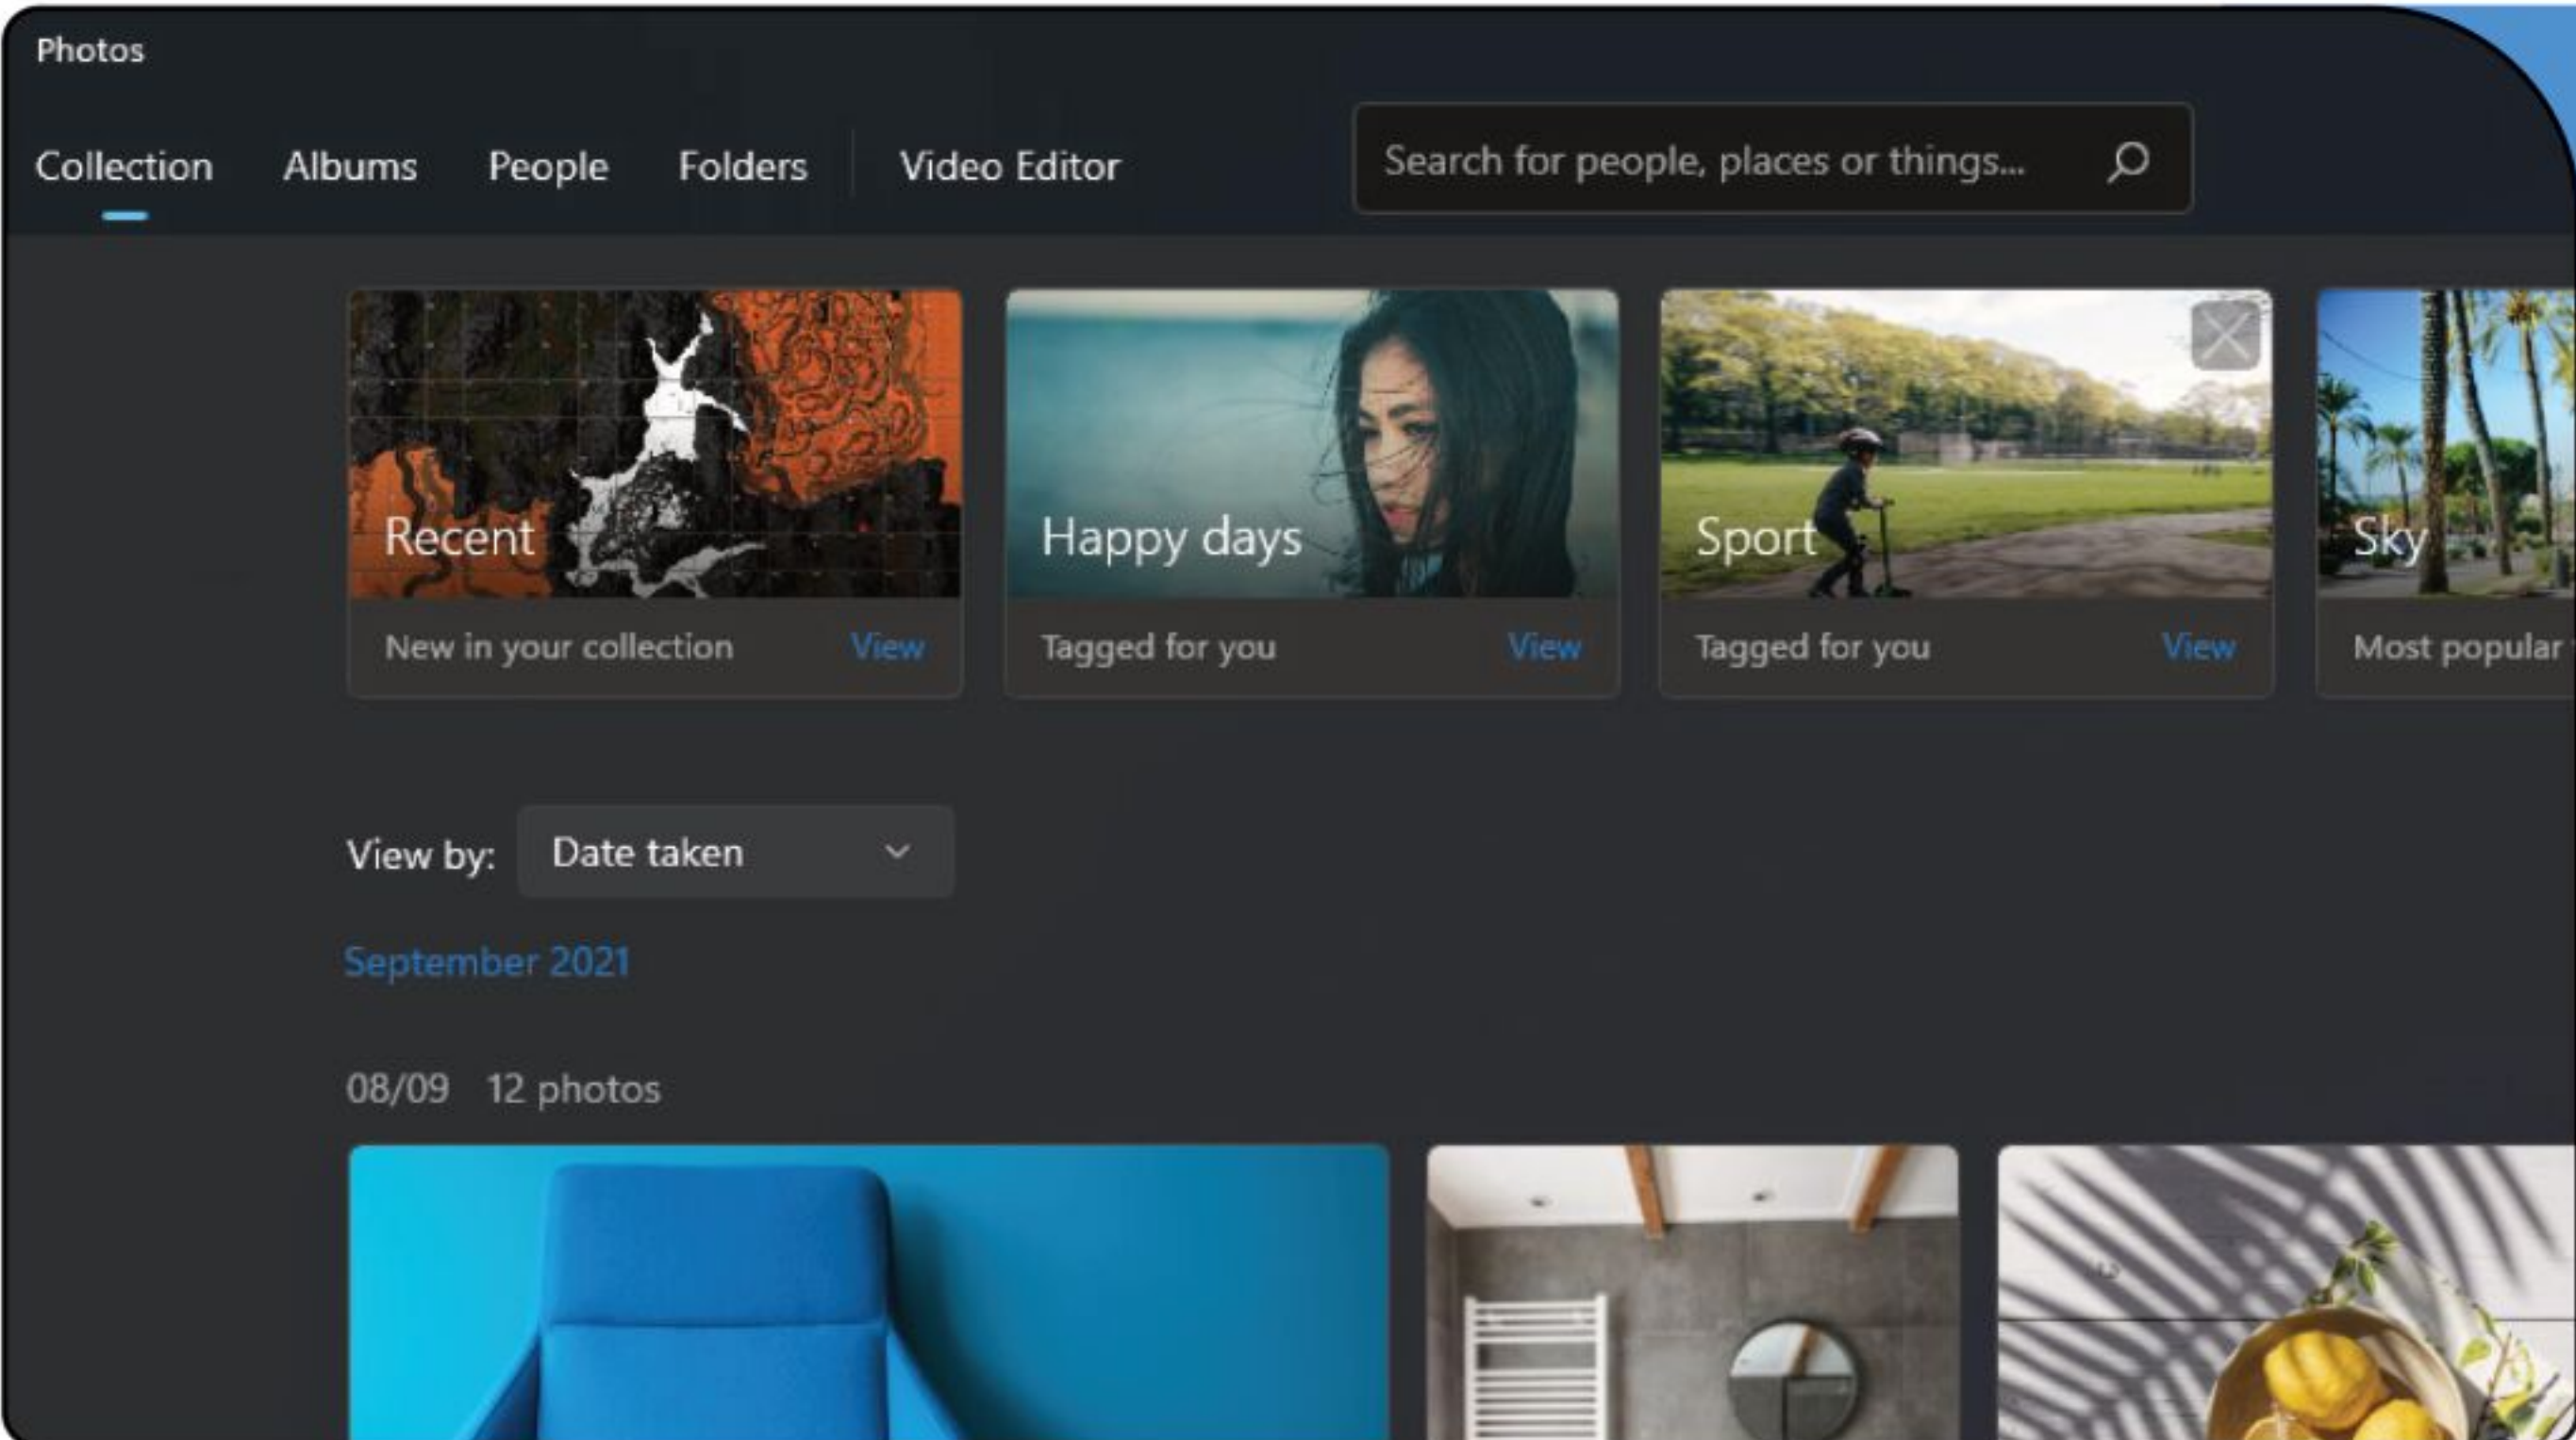 Photos
Collection Albums People Folders Video Editor
Search for people, places or things...
Recent
New in your collection View
Happy days
Tagged for you View
Sport
Tagged for you View
Sky
Most popular
View by: Date taken
September 2021
08/09 12 photos